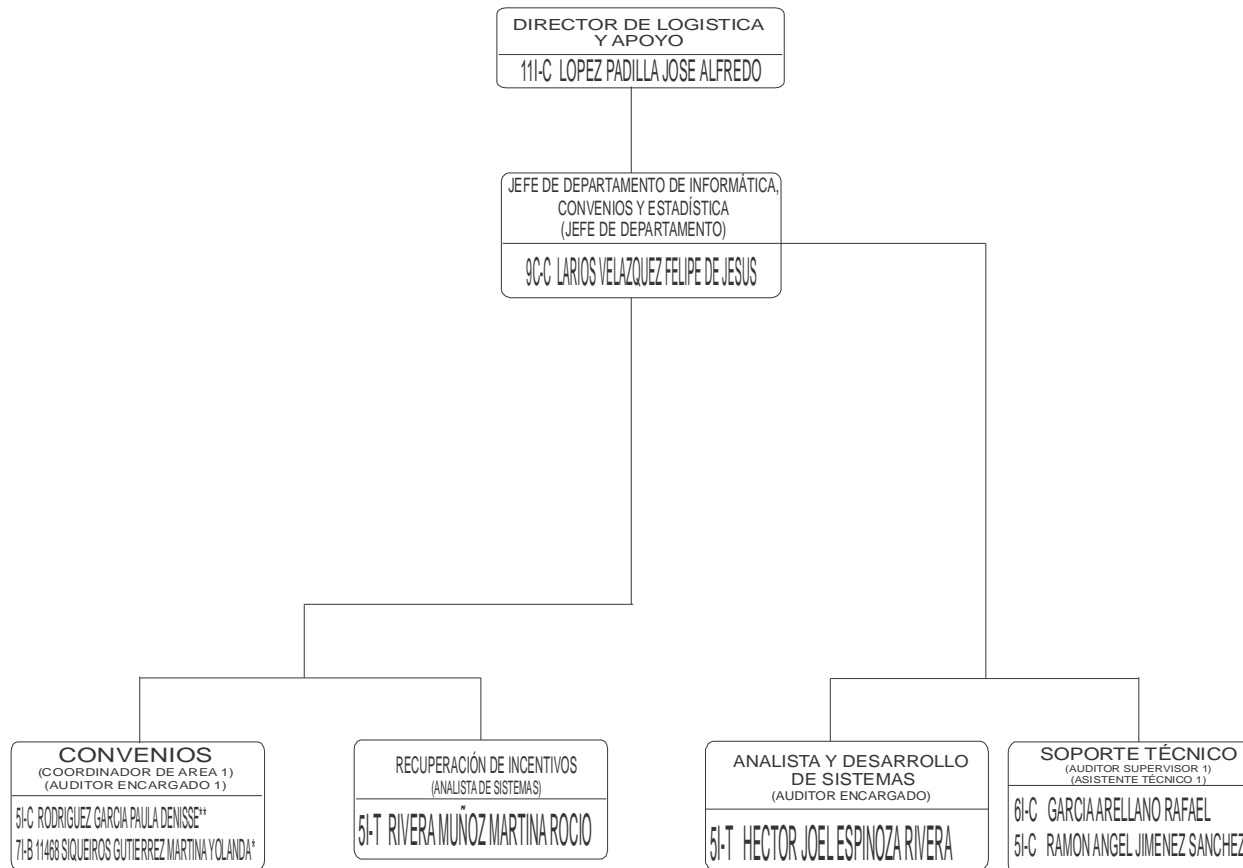 DIRECTOR DE LOGISTICA
Y APOYO
11I-C LOPEZ PADILLA JOSE ALFREDO
JEFE DE DEPARTAMENTO DE INFORMÁTICA,
CONVENIOS Y ESTADÍSTICA
(JEFE DE DEPARTAMENTO)
9C-C LARIOS VELAZQUEZ FELIPE DE JESUS
CONVENIOS
(COORDINADOR DE AREA 1)
(AUDITOR ENCARGADO 1)
5I-C RODRIGUEZ GARCIA PAULA DENISSE**
7I-B 11468 SIQUEIROS GUTIERREZ MARTINA YOLANDA*
RECUPERACIÓN DE INCENTIVOS
(ANALISTA DE SISTEMAS)
5I-T RIVERA MUÑOZ MARTINA ROCIO
ANALISTA Y DESARROLLO
DE SISTEMAS
(AUDITOR ENCARGADO)
5I-T HECTOR JOEL ESPINOZA RIVERA
SOPORTE TÉCNICO
(AUDITOR SUPERVISOR 1)
(ASISTENTE TÉCNICO 1)
6I-C GARCIA ARELLANO RAFAEL
5I-C RAMON ANGEL JIMENEZ SANCHEZ